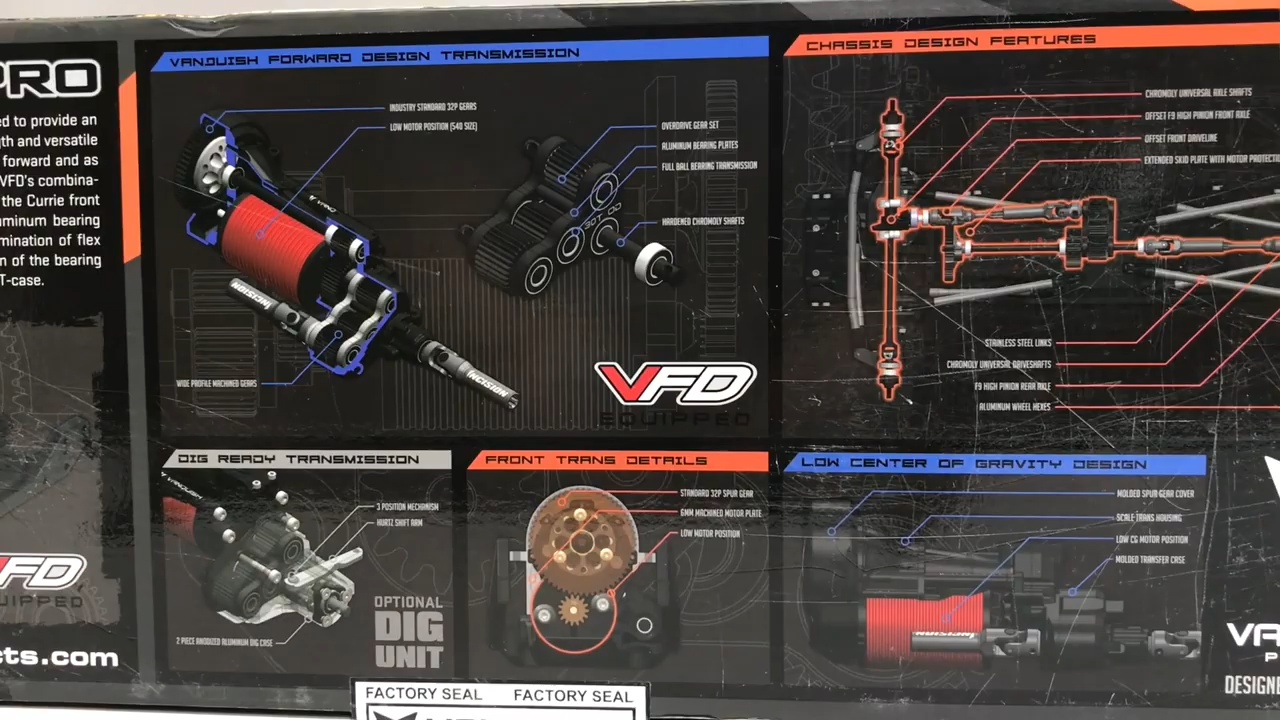 PRO
ed to provide an
gth and versatile
forward and as
VFD's combina-
the Currie front
uminum bearing
mination of flex
n of the bearing
T-case.
VFD
EQUIPPED
cts.com
VANQUISH FORWARD DESIGN TRANSMISSION
INDUSTRY STANDARD 32P GEARS
LOW MOTOR POSITION (540 SIZE)
OVERDRIVE GEAR SET
ALUMINUM BEARING PLATES
FULL BALL BEARING TRANSMISSION
HARDENED CHROMOLY SHAFTS
WIDE PROFILE MACHINED GEARS
INCISION
INCISION
VFD
EQUIPPED
CHASSIS DESIGN FEATURES
CHROMOLY UNIVERSAL AXLE SHAFTS
OFFSET F9 HIGH PINION FRONT AXLE
OFFSET FRONT DRIVELINE
EXTENDED SKID PLATE WITH MOTOR PROTECTI
STAINLESS STEEL LINKS
CHROMOLY UNIVERSAL DRIVESHAFTS
F9 HIGH PINION REAR AXLE
ALUMINUM WHEEL HEXES
DIG READY TRANSMISSION
VANQUISH
3 POSITION MECHANISM
HURTZ SHIFT ARM
2 PIECE ANODIZED ALUMINUM DIG CASE
OPTIONAL
DIG
UNIT
FRONT TRANS DETAILS
STANDARD 32P SPUR GEAR
6MM MACHINED MOTOR PLATE
LOW MOTOR POSITION
LOW CENTER OF GRAVITY DESIGN
MOLDED SPUR GEAR COVER
SCALE TRANS HOUSING
LOW CG MOTOR POSITION
MOLDED TRANSFER CASE
INCISION
VA
P
DESIGNE
FACTORY SEAL FACTORY SEAL